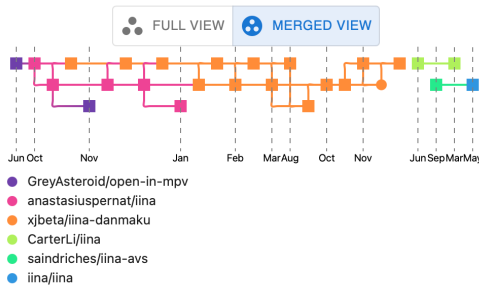 FULL VIEW MERGED VIEW
Jun Oct Nov Jan Feb Mar Aug Oct Nov Jun Sep Mar May
GreyAsteroid/open-in-mpv
anastasiuspernat/iina
xjbeta/iina-danmaku
CarterLi/iina
saindriches/iina-avs
iina/iina